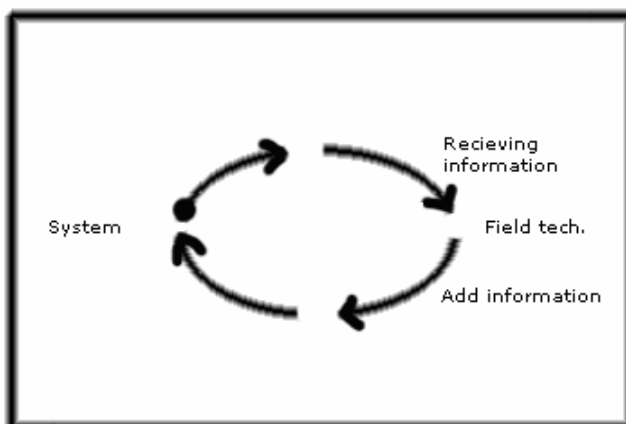 Recieving
information
System
Field tech.
Add information